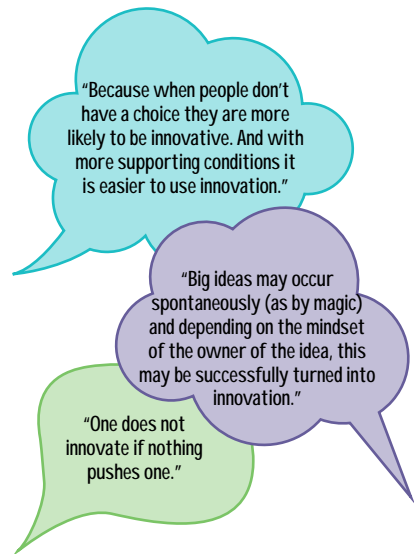 “Because when people don’t
have a choice they are more
likely to be innovative. And with
more supporting conditions it
is easier to use innovation.”
“Big ideas may occur
spontaneously (as by magic)
and depending on the mindset
of the owner of the idea, this
may be successfully turned into
innovation.”
“One does not
innovate if nothing
pushes one.”